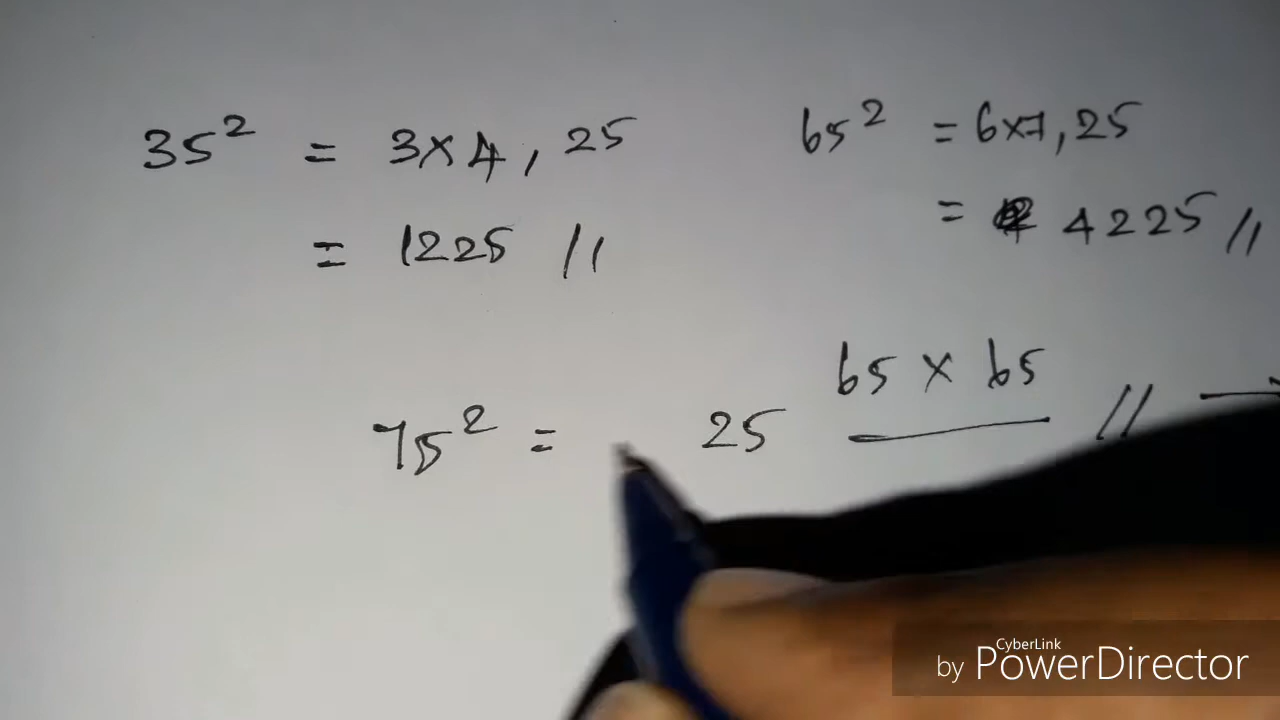 35² = 3×4, 25
= 1225 //
65² = 6×7, 25
= 4225 //
65 × 65 //
75² = 25
CyberLink
by PowerDirector